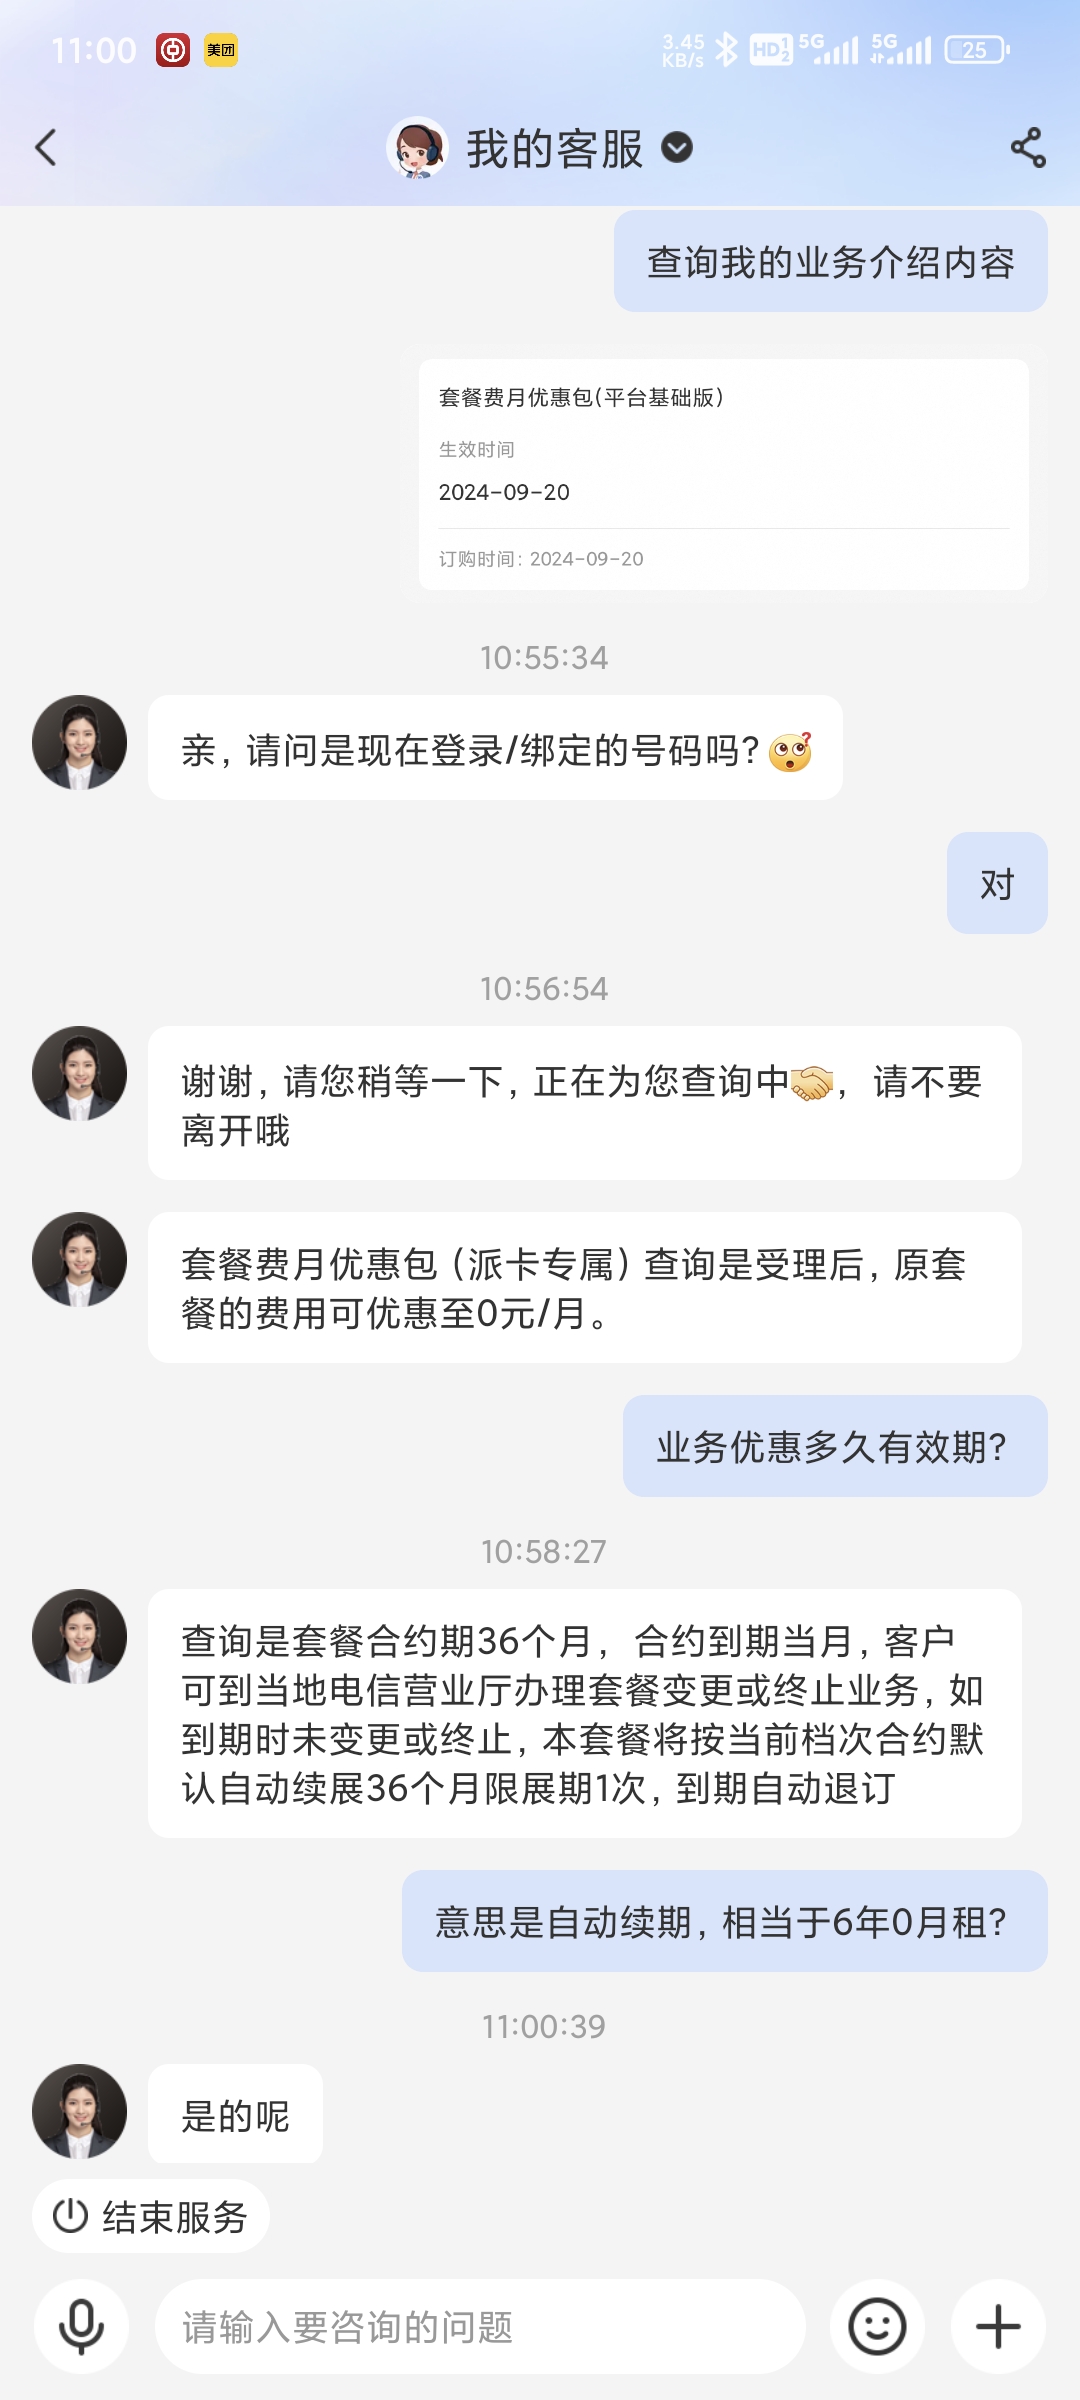 11:00
美团
3.45
KB/s
HD 1
2
5G
5G
25
我的客服
查询我的业务介绍内容
套餐费月优惠包(平台基础版)
生效时间
2024-09-20
订购时间: 2024-09-20
10:55:34
亲, 请问是现在登录/绑定的号码吗?
对
10:56:54
谢谢, 请您稍等一下, 正在为您查询中🤝, 请不要
离开哦
套餐费月优惠包 (派卡专属) 查询是受理后, 原套
餐的费用可优惠至0元/月。
业务优惠多久有效期?
10:58:27
查询是套餐合约期36个月, 合约到期当月, 客户
可到当地电信营业厅办理套餐变更或终止业务, 如
到期时未变更或终止, 本套餐将按当前档次合约默
认自动续展36个月限展期1次, 到期自动退订
意思是自动续期, 相当于6年0月租?
11:00:39
是的呢
结束服务
请输入要咨询的问题